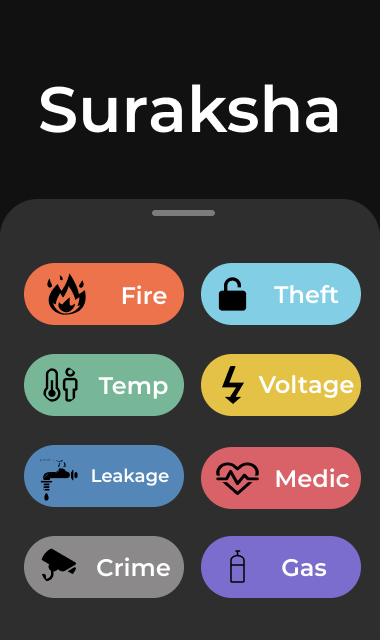 Suraksha
Fire
Theft
Temp
Voltage
Leakage
Medic
Crime
Gas